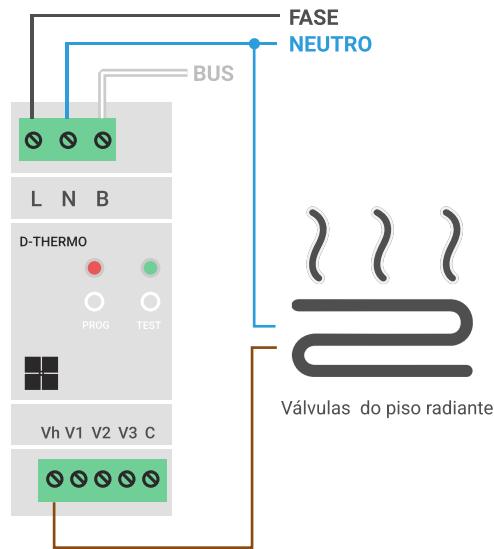 FASE
NEUTRO
BUS
L N B
D-THERMO
PROG TEST
Válvulas do piso radiante
Vh V1 V2 V3 C